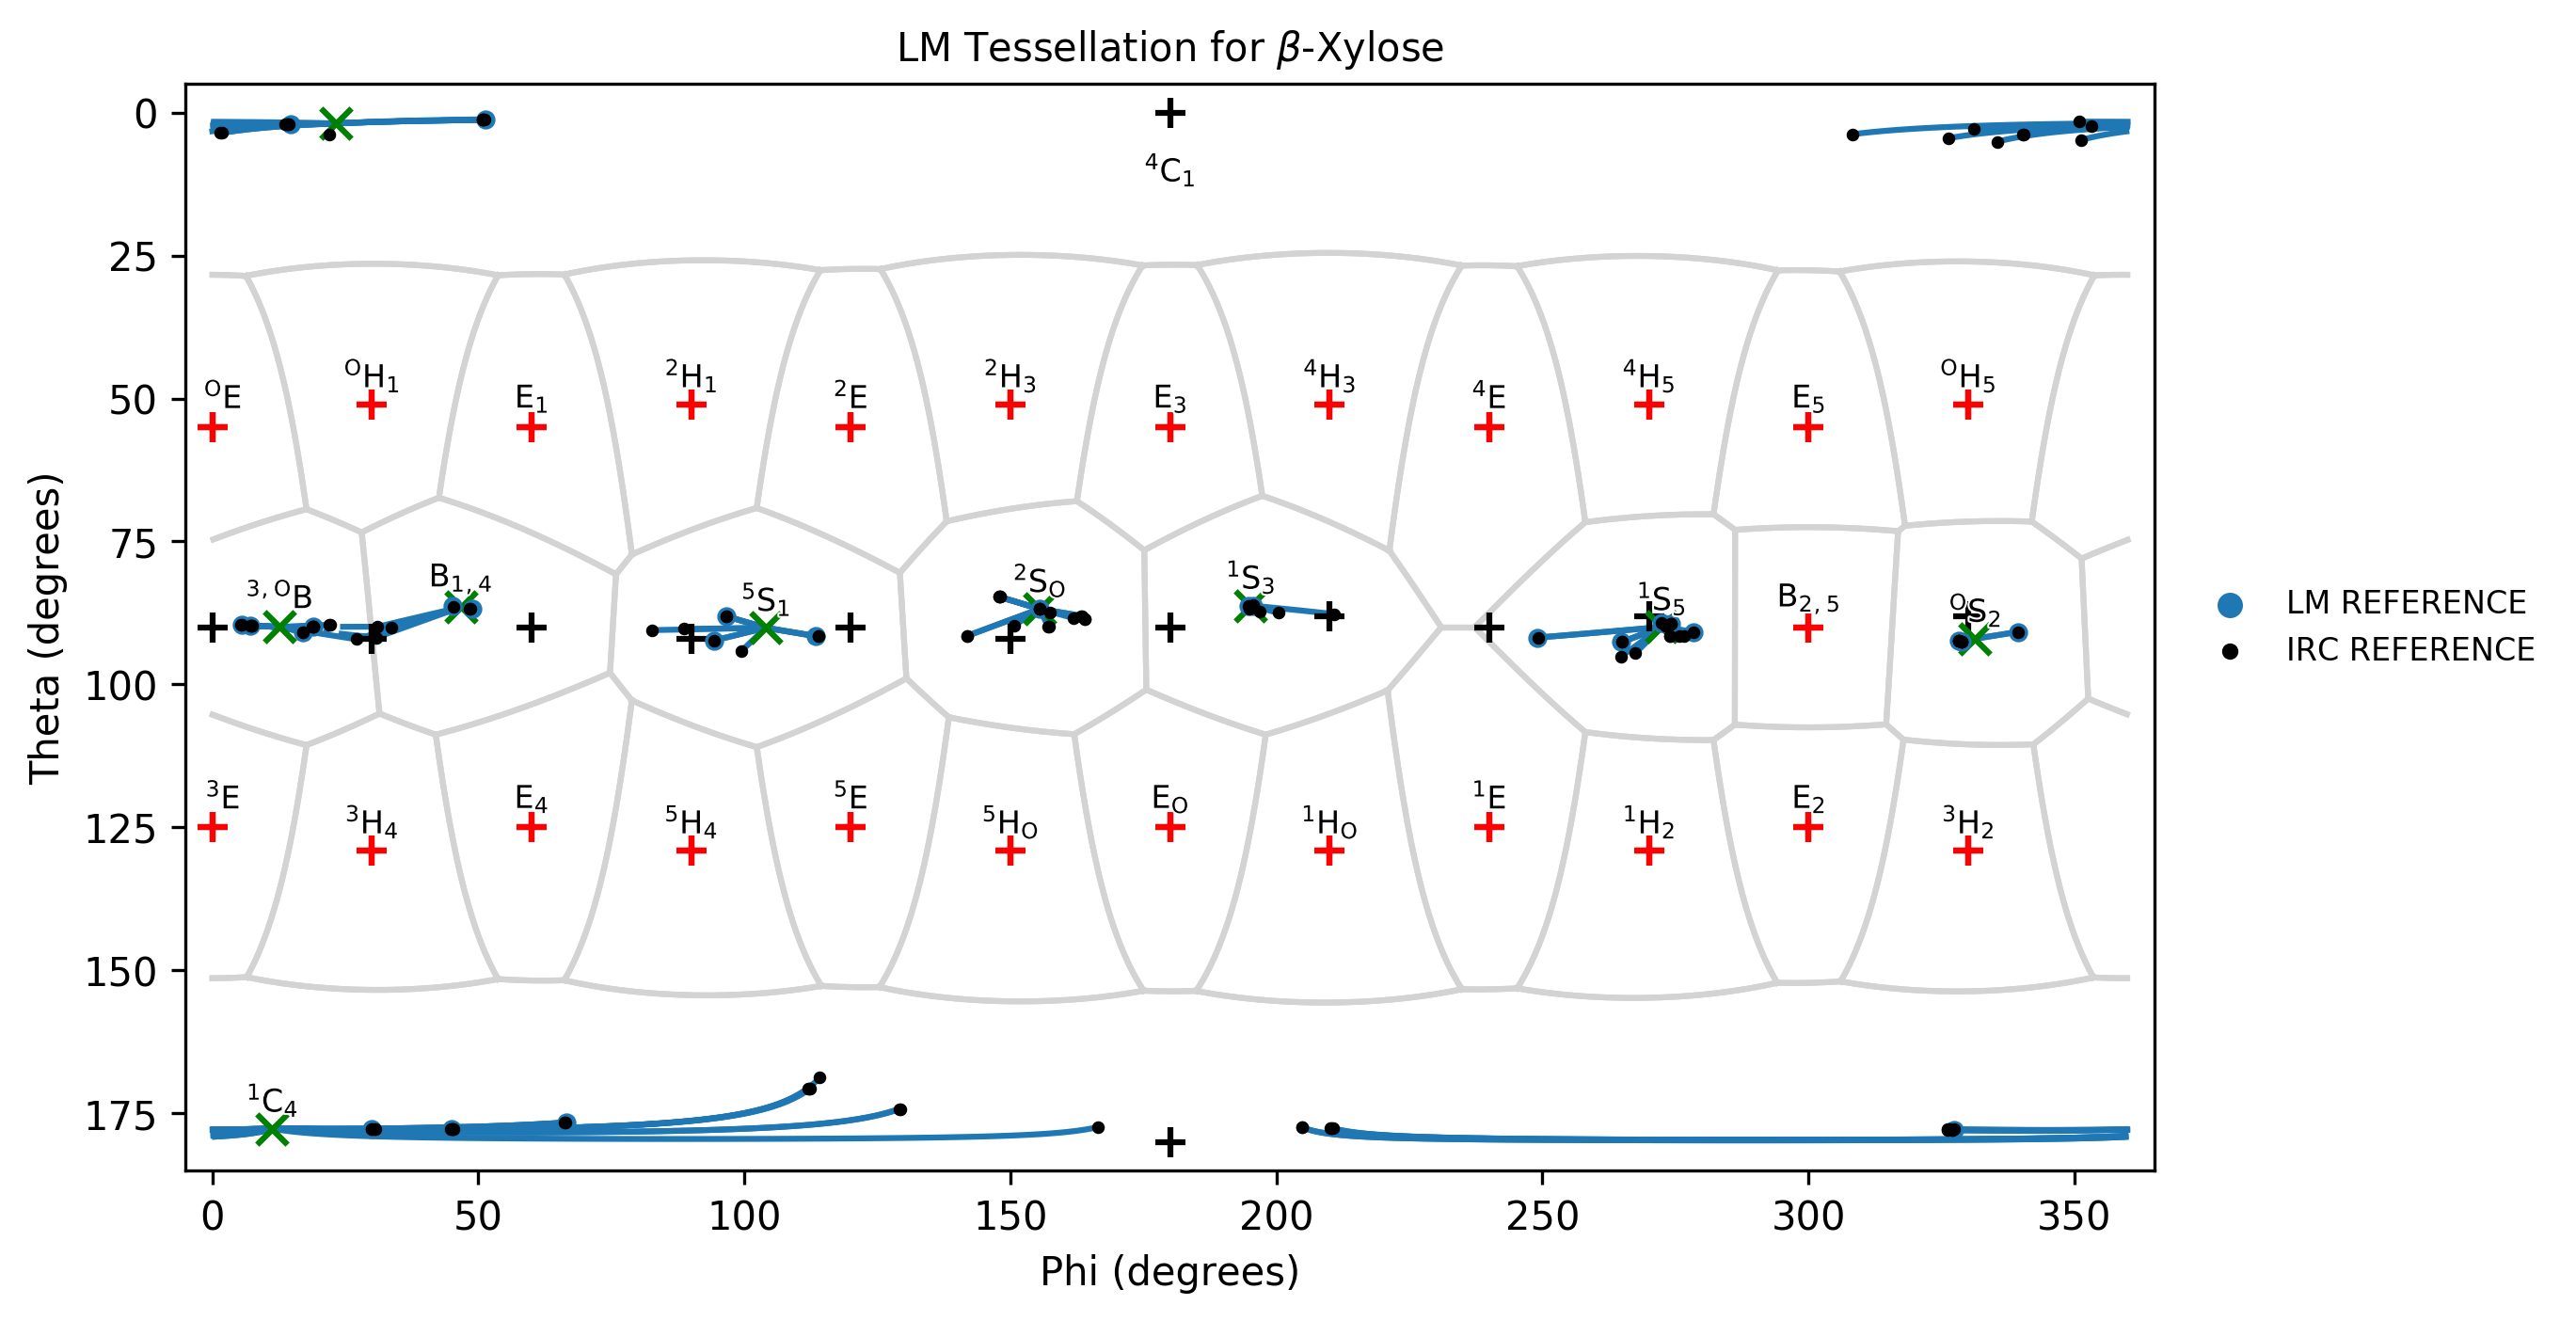 LM Tessellation for β-Xylose
0
25
50
75
100
125
150
175
Theta (degrees)
⁴C₁
ᴼE
ᴼH₁
E₁
²H₁
²E
²H₃
E₃
⁴H₃
⁴E
⁴H₅
E₅
ᴼH₅
³,ᴼB
B₁,₄
⁵S₁
²Sₒ
¹S₃
¹S₅
B₂,₅
ᴼS₂
³E
³H₄
E₄
⁵H₄
⁵E
⁵Hₒ
Eₒ
¹Hₒ
¹E
¹H₂
E₂
³H₂
¹C₄
0
50
100
150
200
250
300
350
Phi (degrees)
LM REFERENCE
IRC REFERENCE